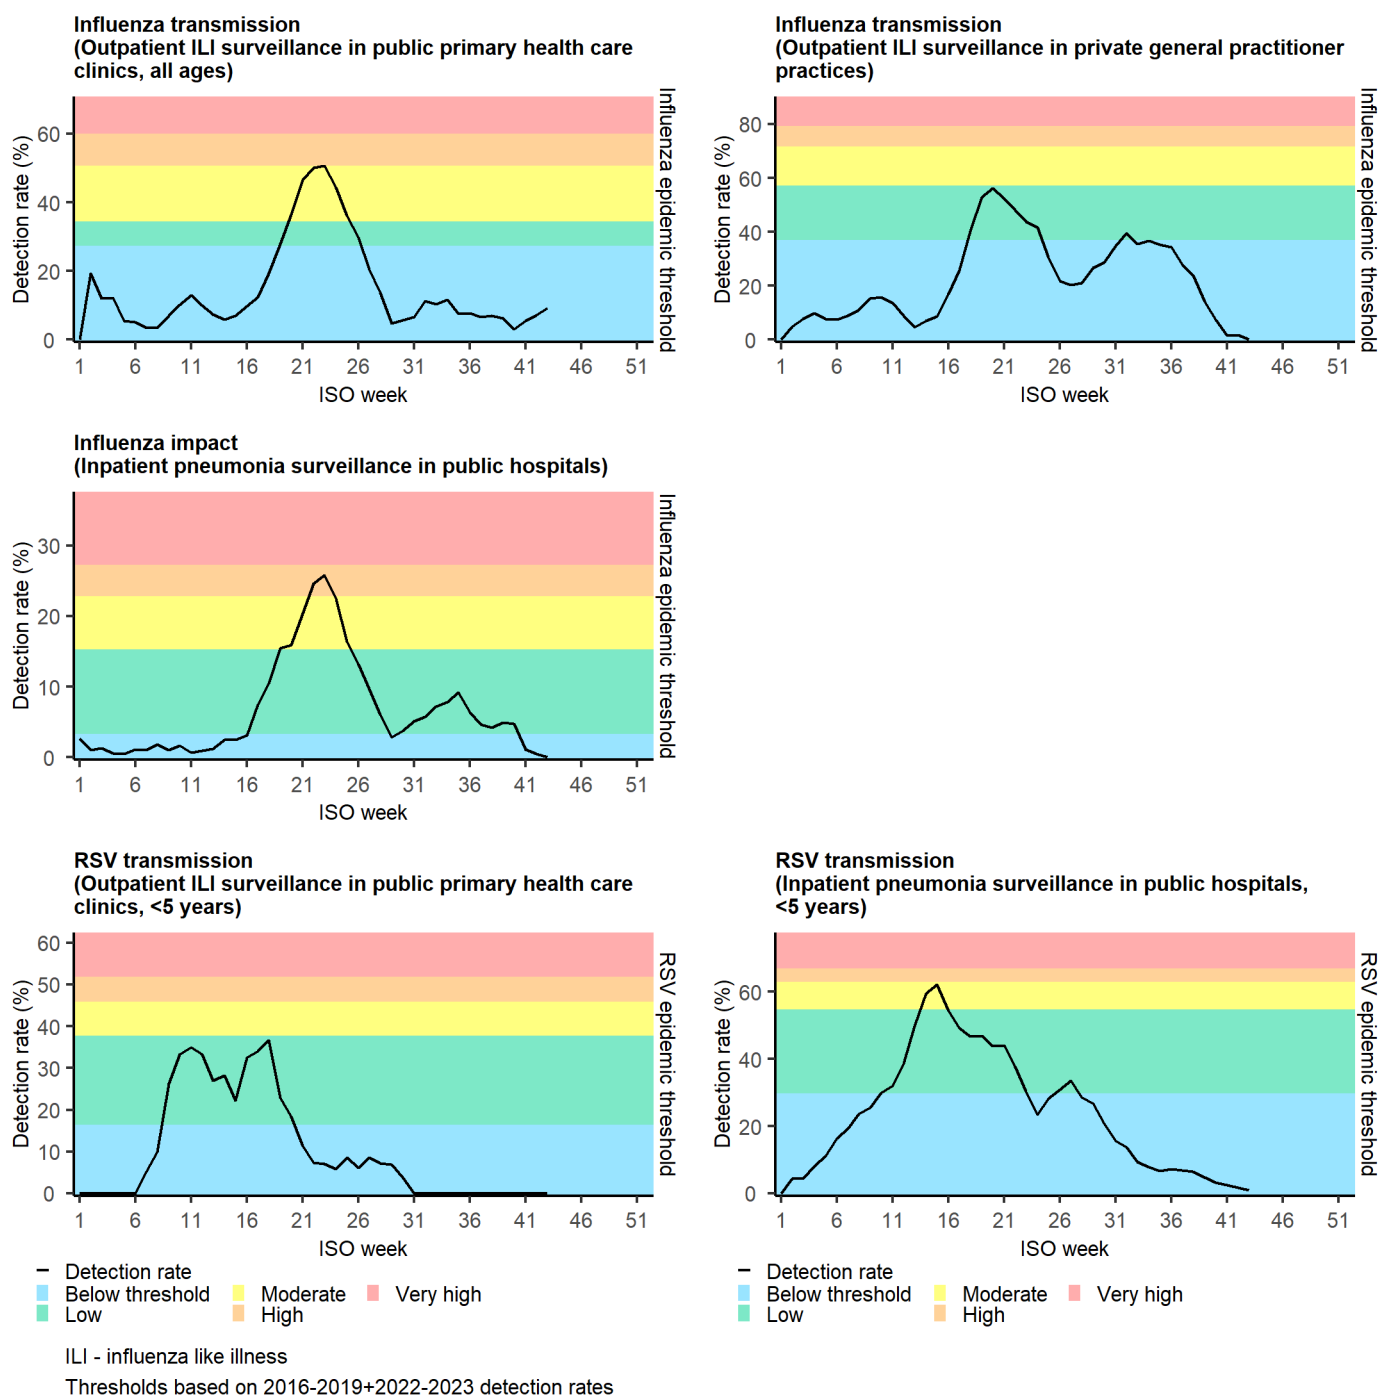 Influenza transmission
(Outpatient ILI surveillance in public primary health care
clinics, all ages)
Detection rate (%)
60
40
20
0
1 6 11 16 21 26 31 36 41 46 51
ISO week
Influenza epidemic threshold
Influenza transmission
(Outpatient ILI surveillance in private general practitioner
practices)
Detection rate (%)
80
60
40
20
0
1 6 11 16 21 26 31 36 41 46 51
ISO week
Influenza epidemic threshold
Influenza impact
(Inpatient pneumonia surveillance in public hospitals)
Detection rate (%)
30
20
10
0
1 6 11 16 21 26 31 36 41 46 51
ISO week
Influenza epidemic threshold
RSV transmission
(Outpatient ILI surveillance in public primary health care
clinics, <5 years)
Detection rate (%)
60
50
40
30
20
10
0
1 6 11 16 21 26 31 36 41 46 51
ISO week
RSV epidemic threshold
Detection rate
Below threshold Moderate Very high
Low High
RSV transmission
(Inpatient pneumonia surveillance in public hospitals,
<5 years)
Detection rate (%)
60
40
20
0
1 6 11 16 21 26 31 36 41 46 51
ISO week
RSV epidemic threshold
Detection rate
Below threshold Moderate Very high
Low High
ILI - influenza like illness
Thresholds based on 2016-2019+2022-2023 detection rates